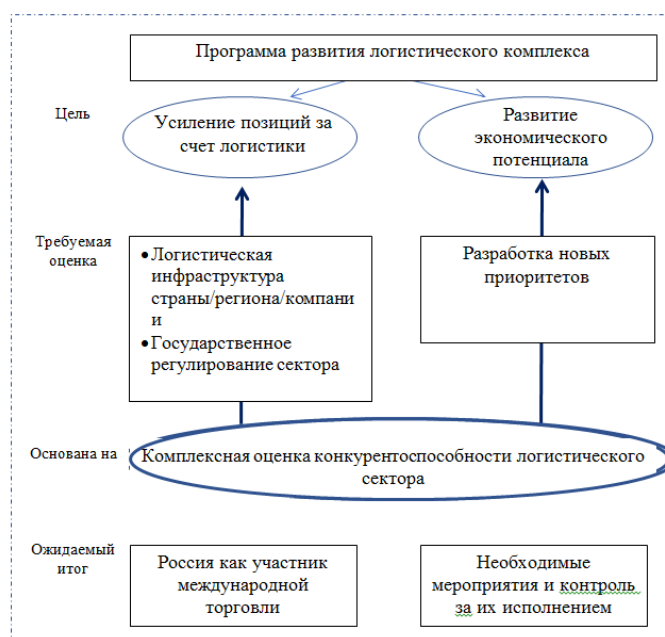 Программа развития логистического комплекса
Цель
Усиление позиций за
счет логистики
Развитие
экономического
потенциала
Требуемая
оценка
•Логистическая
инфраструктура
страны/региона/компани
и
•Государственное
регулирование сектора
Разработка новых
приоритетов
Основана на
Комплексная оценка конкурентоспособности логистического
сектора
Ожидаемый
итог
Россия как участник
международной
торговли
Необходимые
мероприятия и контроль
за их исполнением